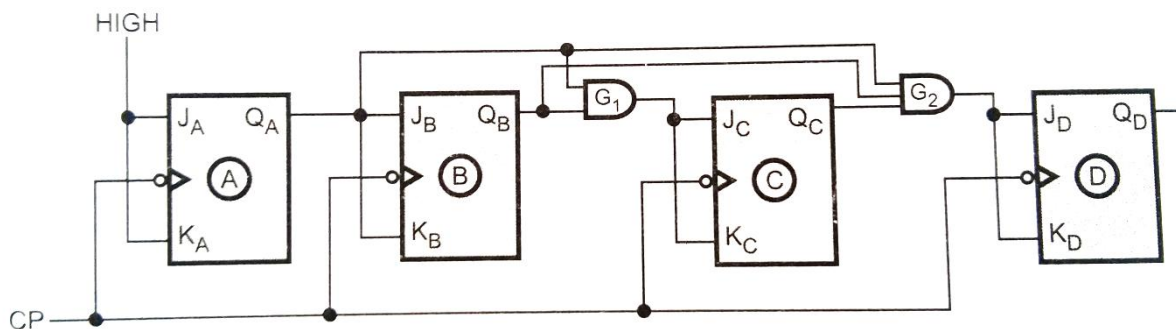 HIGH
J_A Q_A
A
K_A
J_B Q_B
B
K_B
G_1
J_C Q_C
C
K_C
G_2
J_D Q_D
D
K_D
CP